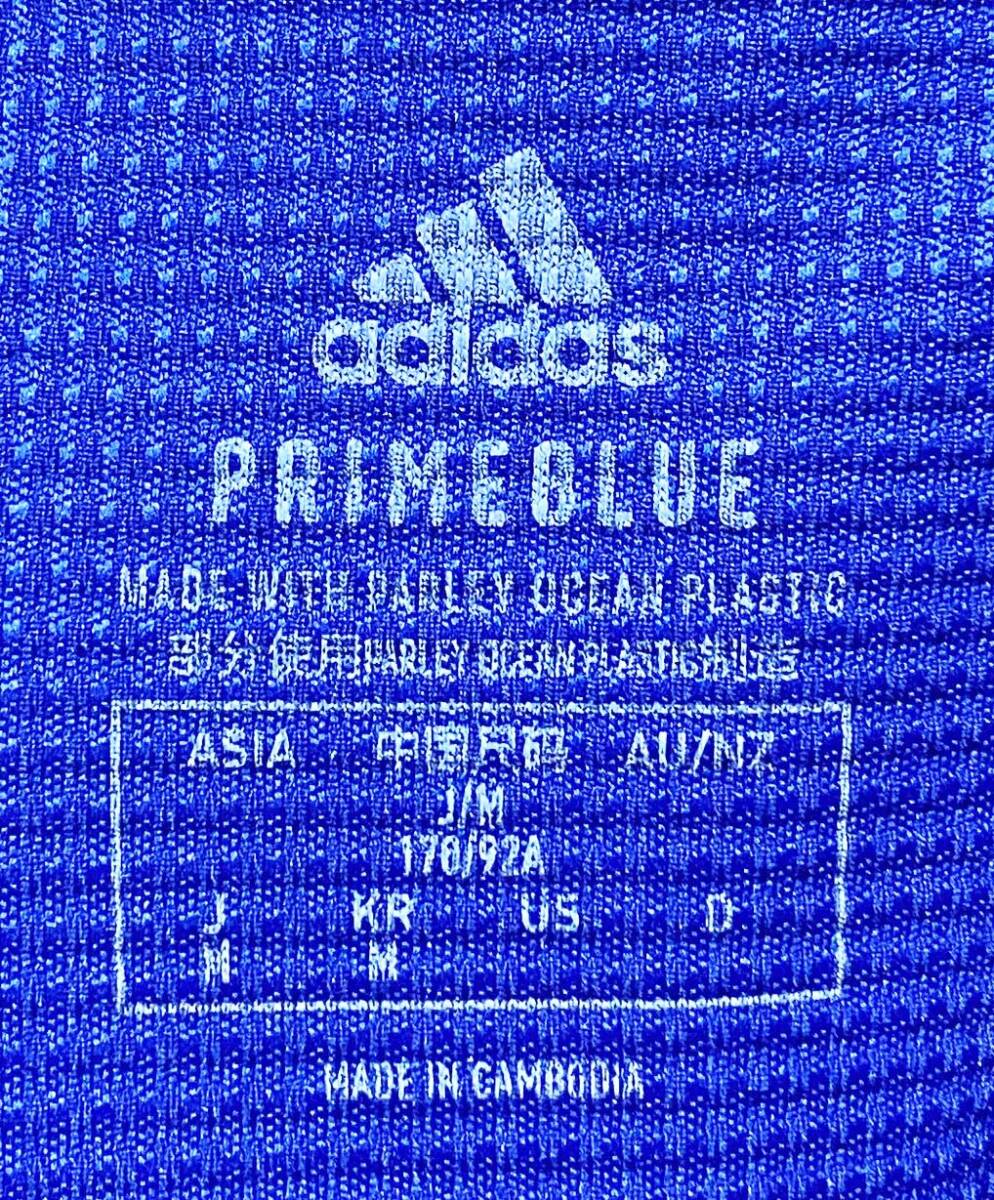 adidas
PRIMEBLUE
MADE WITH PARLEY OCEAN PLASTIC
部分使用PARLEY OCEAN PLASTIC制造
ASIA 中国尺码 AU/NZ
J/M
170/92A
J KR US D
M M
MADE IN CAMBODIA